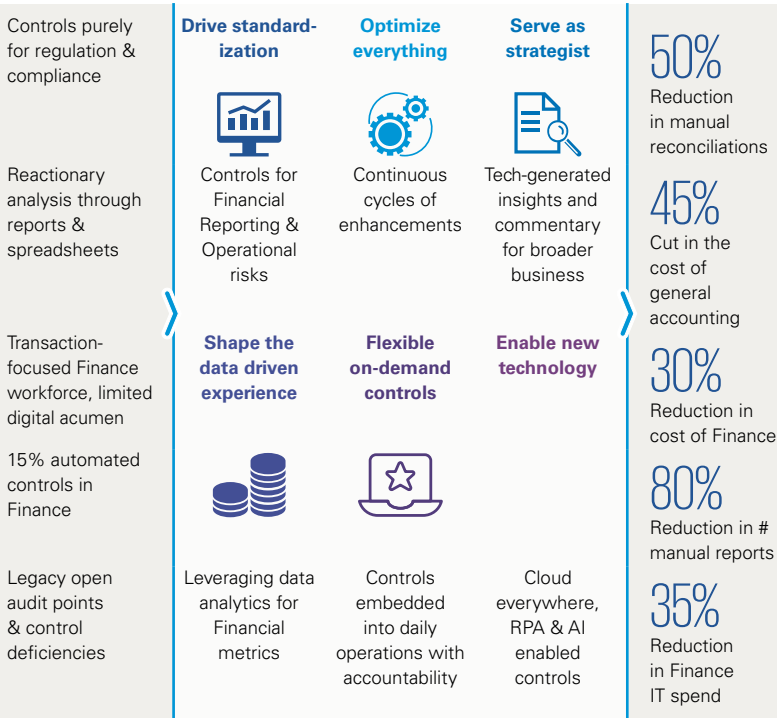 Controls purely
for regulation &
compliance
Reactionary
analysis through
reports &
spreadsheets
Transaction-
focused Finance
workforce, limited
digital acumen
15% automated
controls in
Finance
Legacy open
audit points
& control
deficiencies
Drive standard-
ization
Controls for
Financial
Reporting &
Operational
risks
Optimize
everything
Continuous
cycles of
enhancements
Serve as
strategist
Tech-generated
insights and
commentary
for broader
business
Shape the
data driven
experience
Leveraging data
analytics for
Financial
metrics
Flexible
on-demand
controls
Controls
embedded
into daily
operations with
accountability
Enable new
technology
Cloud
everywhere,
RPA & AI
enabled
controls
50%
Reduction
in manual
reconciliations
45%
Cut in the
cost of
general
accounting
30%
Reduction in
cost of Finance
80%
Reduction in #
manual reports
35%
Reduction
in Finance
IT spend